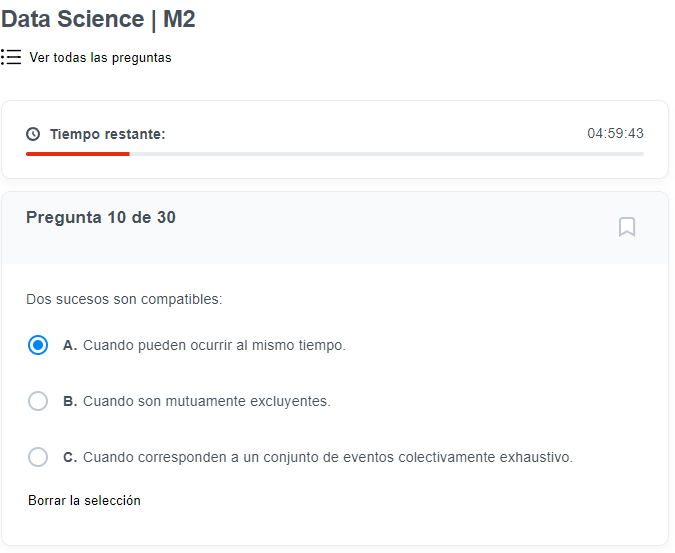 Data Science | M2
Ver todas las preguntas
Tiempo restante: 04:59:43
Pregunta 10 de 30
Dos sucesos son compatibles:
A. Cuando pueden ocurrir al mismo tiempo.
B. Cuando son mutuamente excluyentes.
C. Cuando corresponden a un conjunto de eventos colectivamente exhaustivo.
Borrar la selección